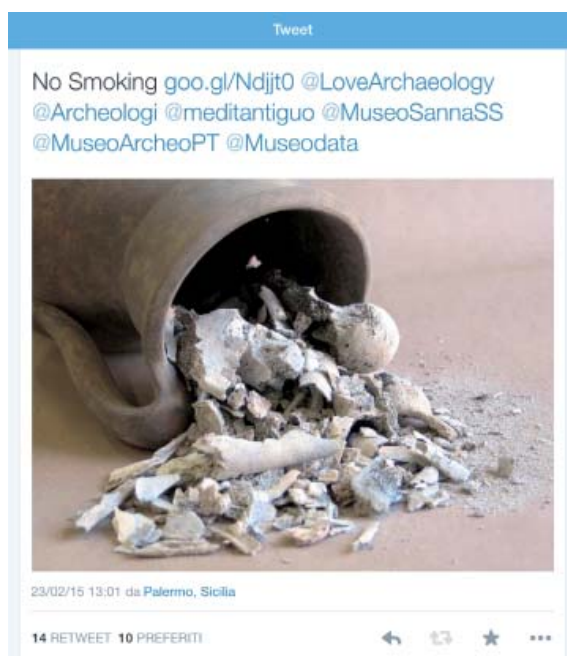 Tweet
No Smoking goo.gl/Ndjjt0 @LoveArchaeology
@Archeologi @meditantiguo @MuseoSannaSS
@MuseoArcheoPT @Museodata
23/02/15 13:01 da Palermo, Sicilia
14 RETWEET 10 PREFERITI